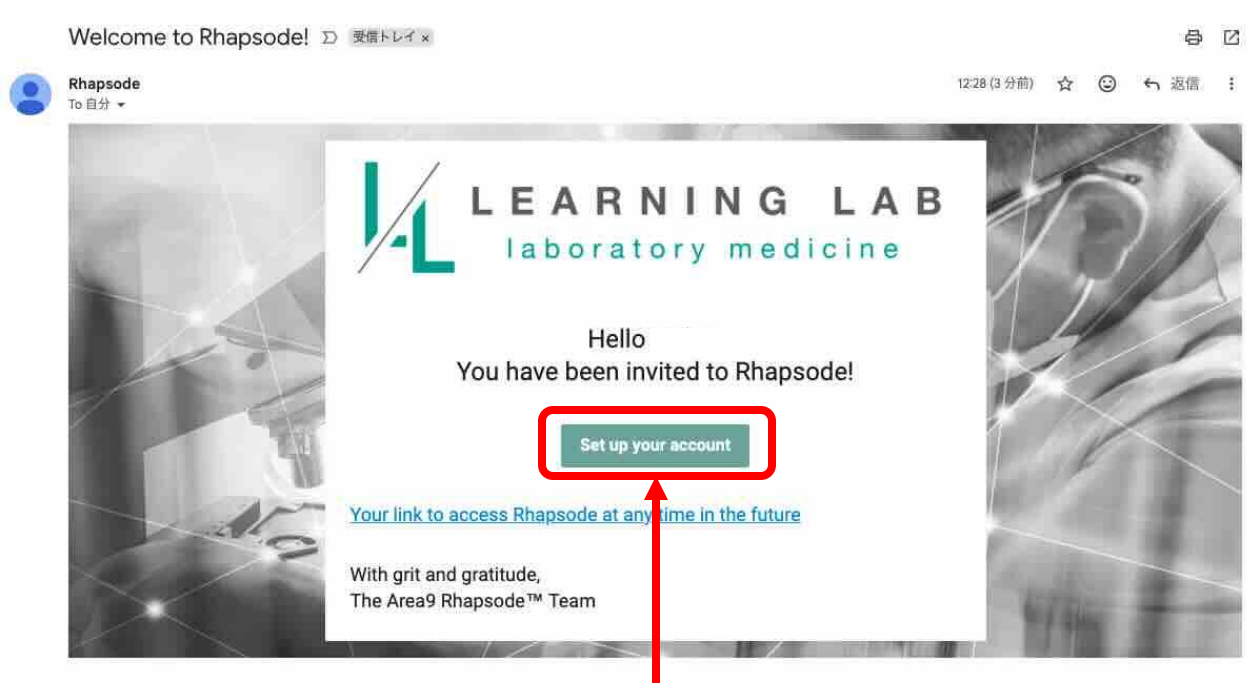 Welcome to Rhapsode! 受信トレイ ×
Rhapsode
12:28 (3 分前)
返信
To 自分
LEARNING LAB
laboratory medicine
Hello
You have been invited to Rhapsode!
Set up your account
Your link to access Rhapsode at any time in the future
With grit and gratitude,
The Area9 Rhapsode™ Team